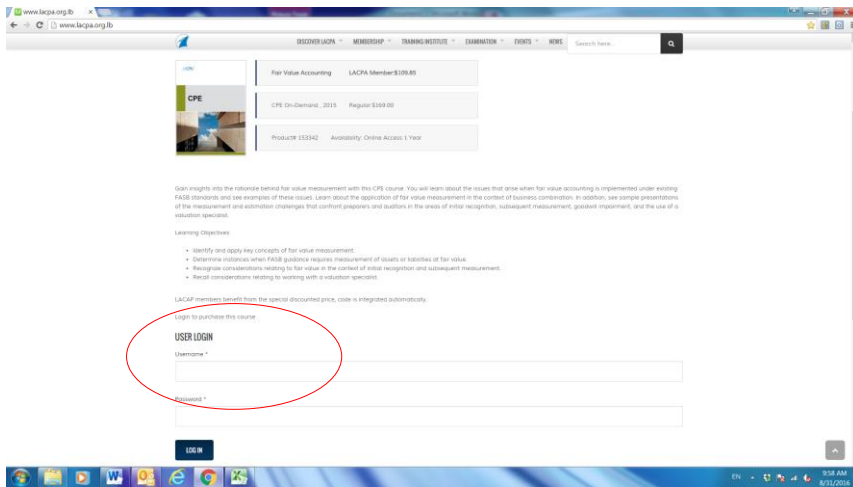 www.lacpa.org.lb
www.lacpa.org.lb
DISCOVER LACPA MEMBERSHIP TRAINING INSTITUTE EXAMINATION EVENTS NEWS Search here..
CPE
Fair Value Accounting LACPA Member:$109.85
CPE On-Demand , 2015 Regular:$169.00
Product# 153342 Availability: Online Access: 1 Year
Gain insights into the rationale behind fair value measurement with this CPE course. You will learn about the issues that arise when fair value accounting is implemented under existing
FASB standards and see examples of these issues. Learn about the application of fair value measurement in the context of business combination. In addition, see sample presentations
of the measurement and estimation challenges that confront preparers and auditors in the areas of initial recognition, subsequent measurement, goodwill impairment, and the use of a
valuation specialist.
Learning Objectives:
Identify and apply key concepts of fair value measurement.
Determine instances when FASB guidance requires measurement of assets or liabilities at fair value.
Recognize considerations relating to fair value in the context of initial recognition and subsequent measurement.
Recall considerations relating to working with a valuation specialist.
LACAP members benefit from the special discounted price, code is integrated automatically.
Login to purchase this course
USER LOGIN
Username *
Password *
LOG IN
EN
9:58 AM
8/31/2016